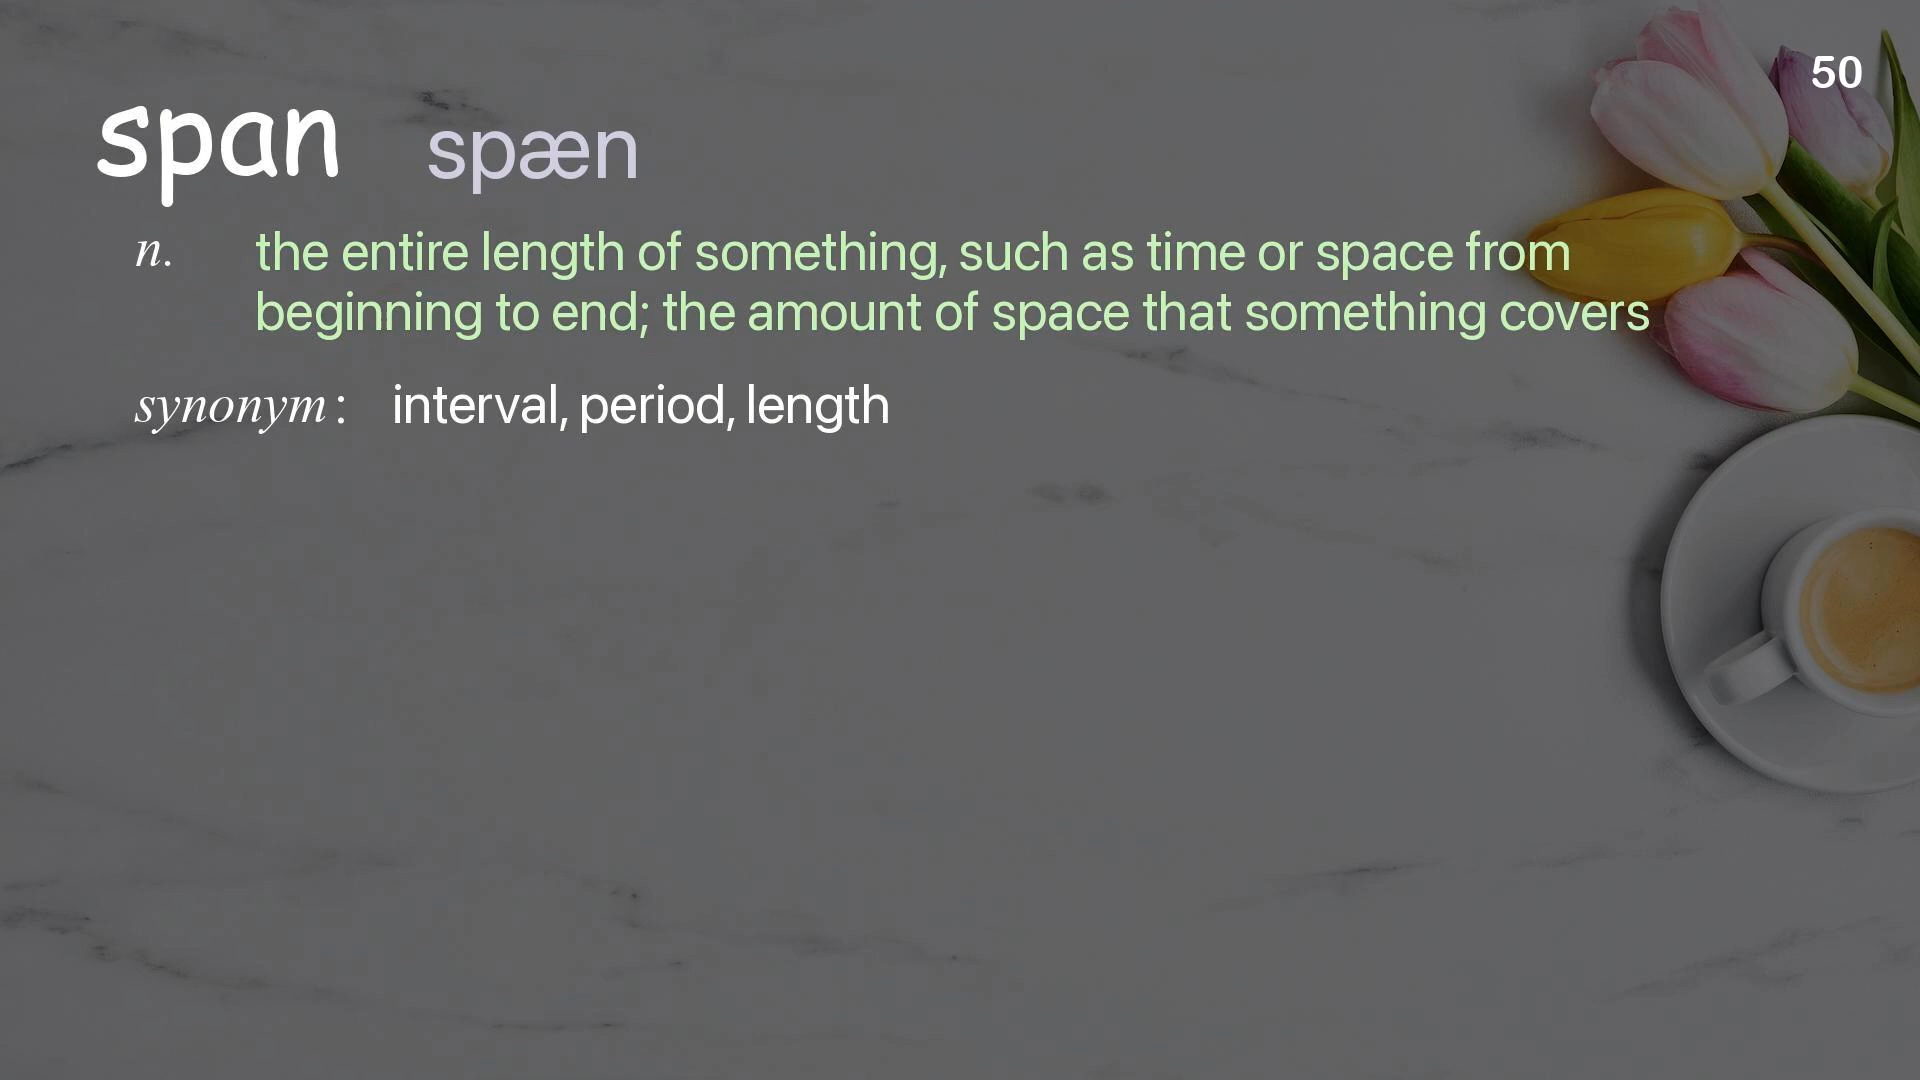 50
span spæn
n. the entire length of something, such as time or space from
beginning to end; the amount of space that something covers
synonym: interval, period, length